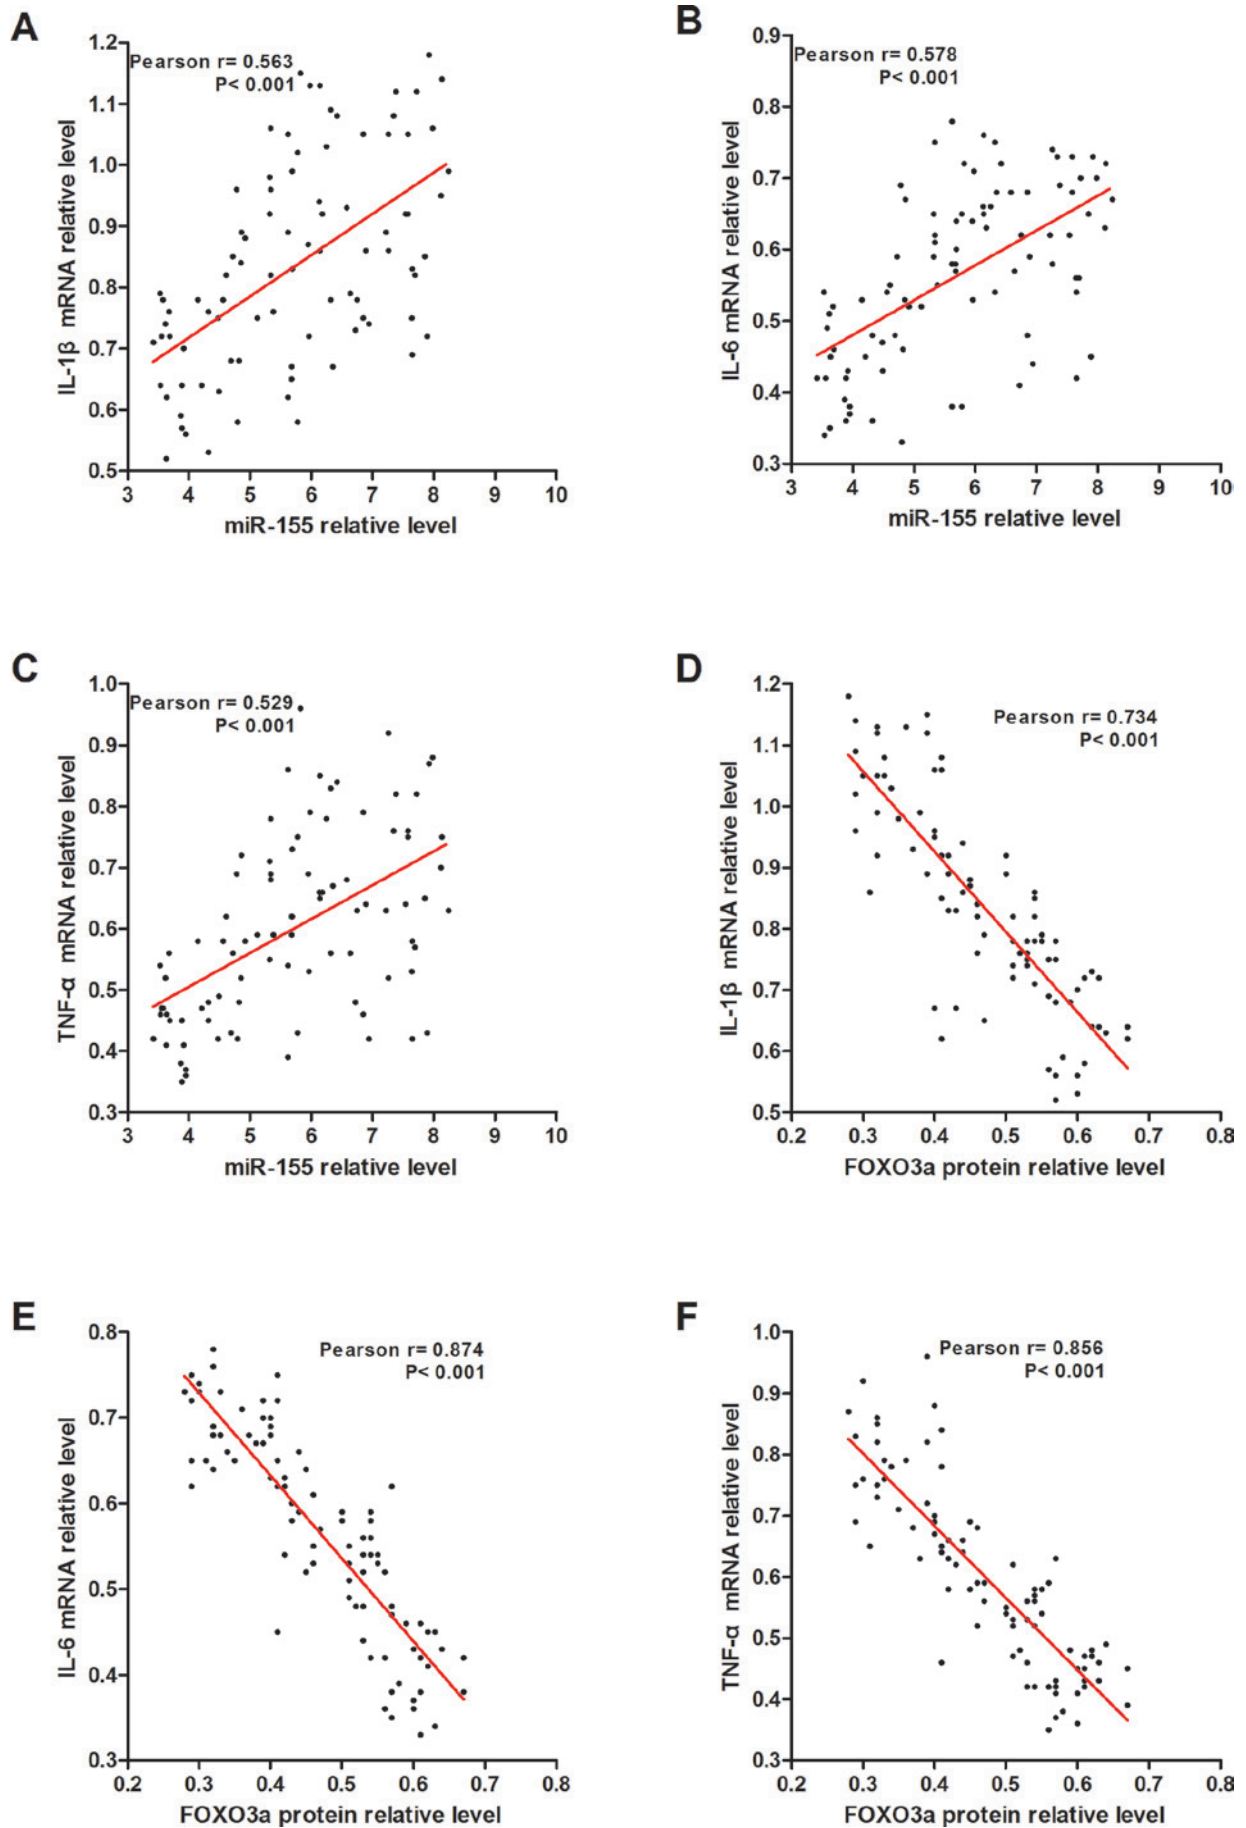 A
Pearson r= 0.563
P< 0.001
IL-1β mRNA relative level
1.2
1.1
1.0
0.9
0.8
0.7
0.6
0.5
3 4 5 6 7 8 9 10
miR-155 relative level
B
Pearson r= 0.578
P< 0.001
IL-6 mRNA relative level
0.9
0.8
0.7
0.6
0.5
0.4
0.3
3 4 5 6 7 8 9 10
miR-155 relative level
C
Pearson r= 0.529
P< 0.001
TNF-α mRNA relative level
1.0
0.9
0.8
0.7
0.6
0.5
0.4
0.3
3 4 5 6 7 8 9 10
miR-155 relative level
D
Pearson r= 0.734
P< 0.001
IL-1β mRNA relative level
1.2
1.1
1.0
0.9
0.8
0.7
0.6
0.5
0.2 0.3 0.4 0.5 0.6 0.7 0.8
FOXO3a protein relative level
E
Pearson r= 0.874
P< 0.001
IL-6 mRNA relative level
0.8
0.7
0.6
0.5
0.4
0.3
0.2 0.3 0.4 0.5 0.6 0.7 0.8
FOXO3a protein relative level
F
Pearson r= 0.856
P< 0.001
TNF-α mRNA relative level
1.0
0.9
0.8
0.7
0.6
0.5
0.4
0.3
0.2 0.3 0.4 0.5 0.6 0.7 0.8
FOXO3a protein relative level